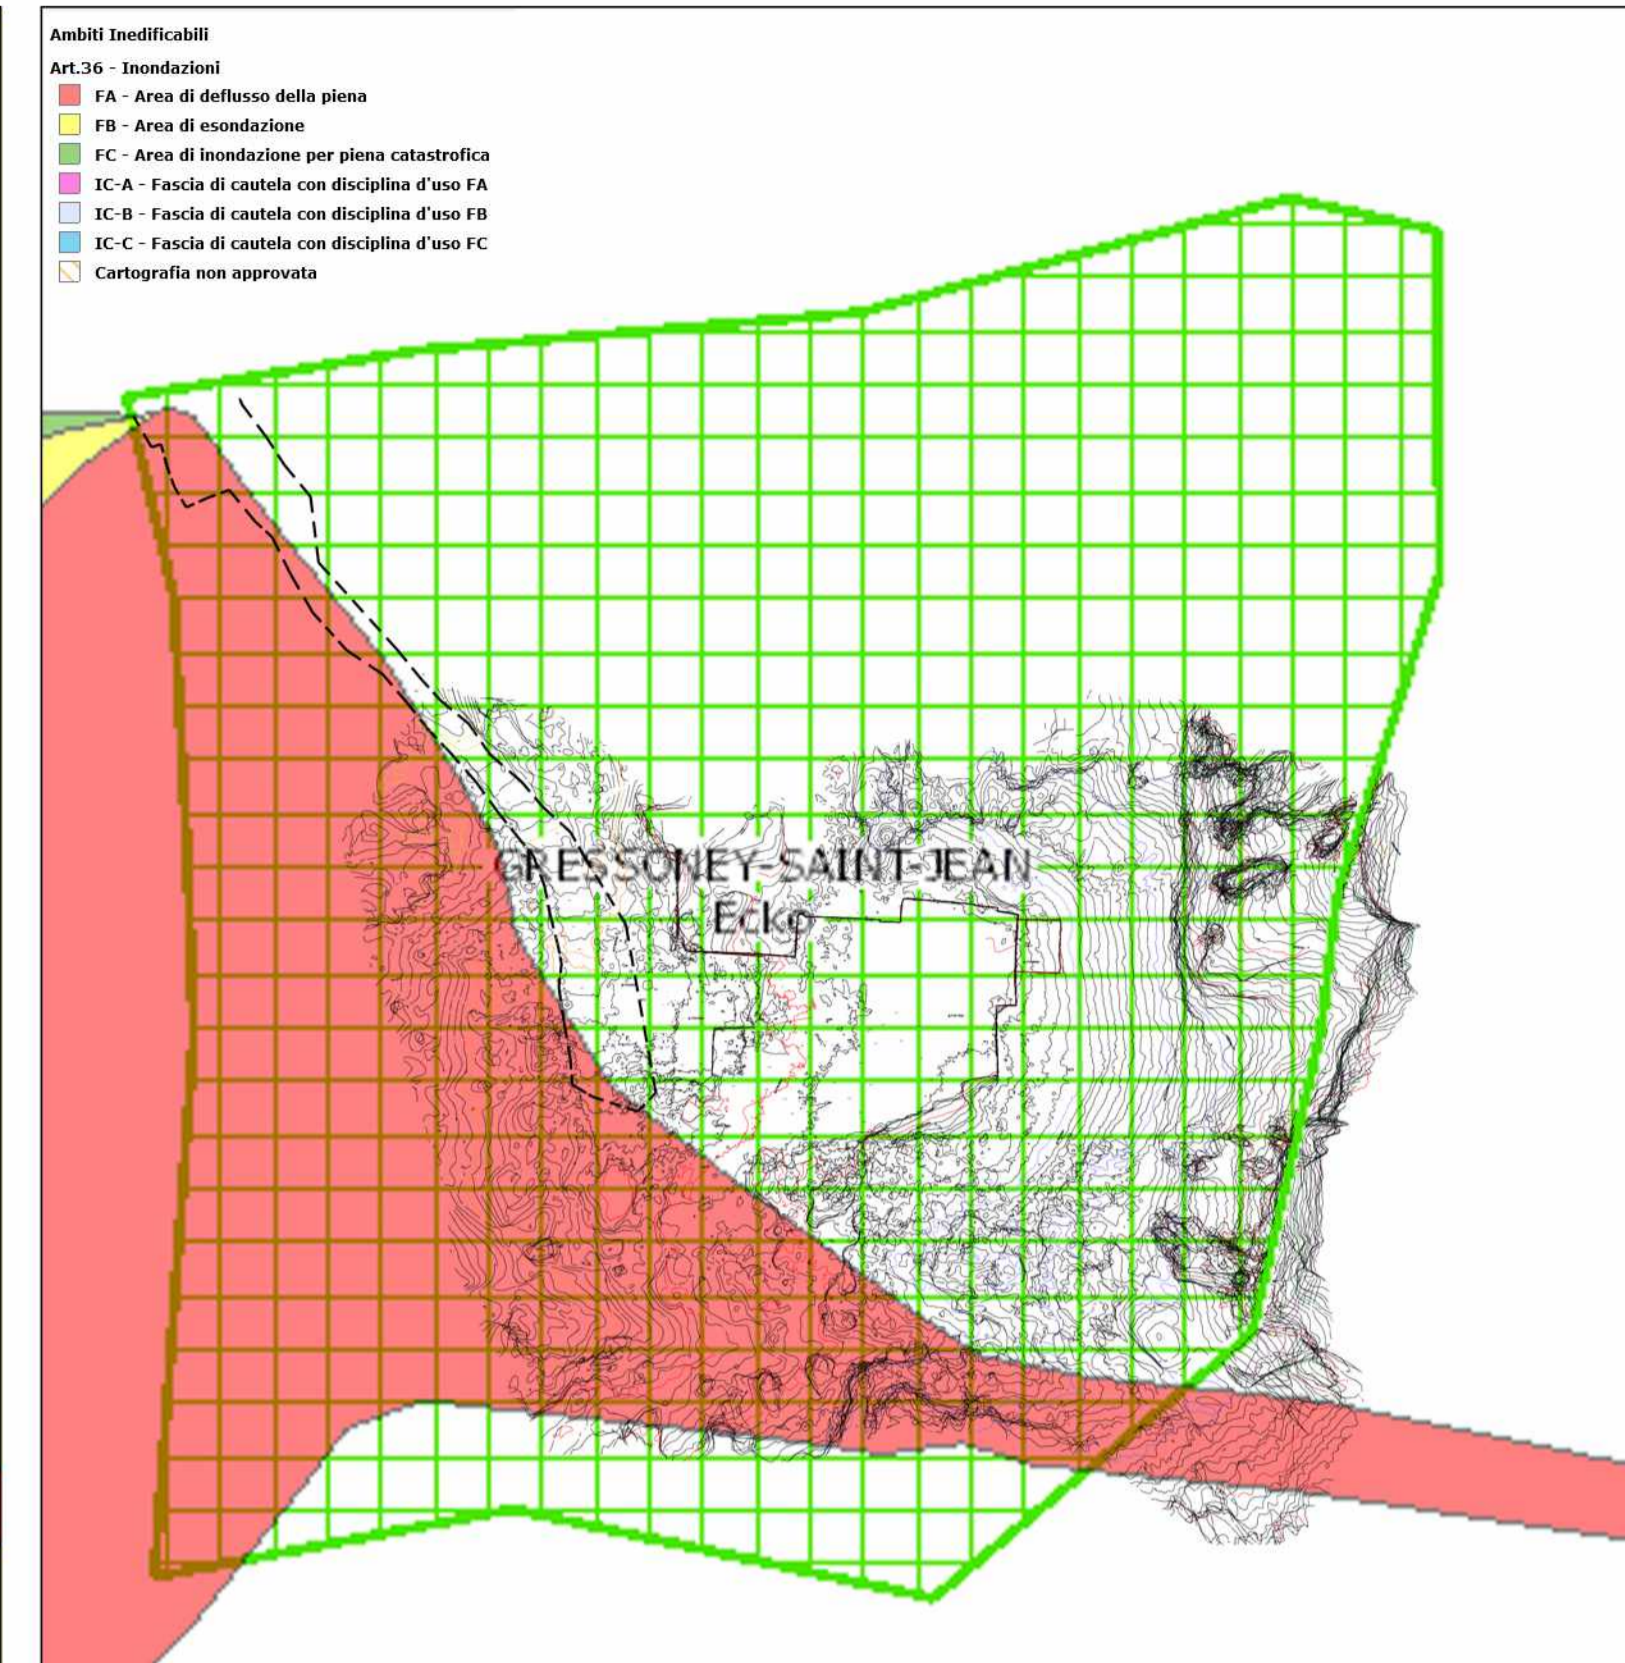 Ambiti Inedificabili
Art.36 - Inondazioni
FA - Area di deflusso della piena
FB - Area di esondazione
FC - Area di inondazione per piena catastrofica
IC-A - Fascia di cautela con disciplina d'uso FA
IC-B - Fascia di cautela con disciplina d'uso FB
IC-C - Fascia di cautela con disciplina d'uso FC
Cartografia non approvata
GRESSONEY-SAINT-JEAN
Ecko